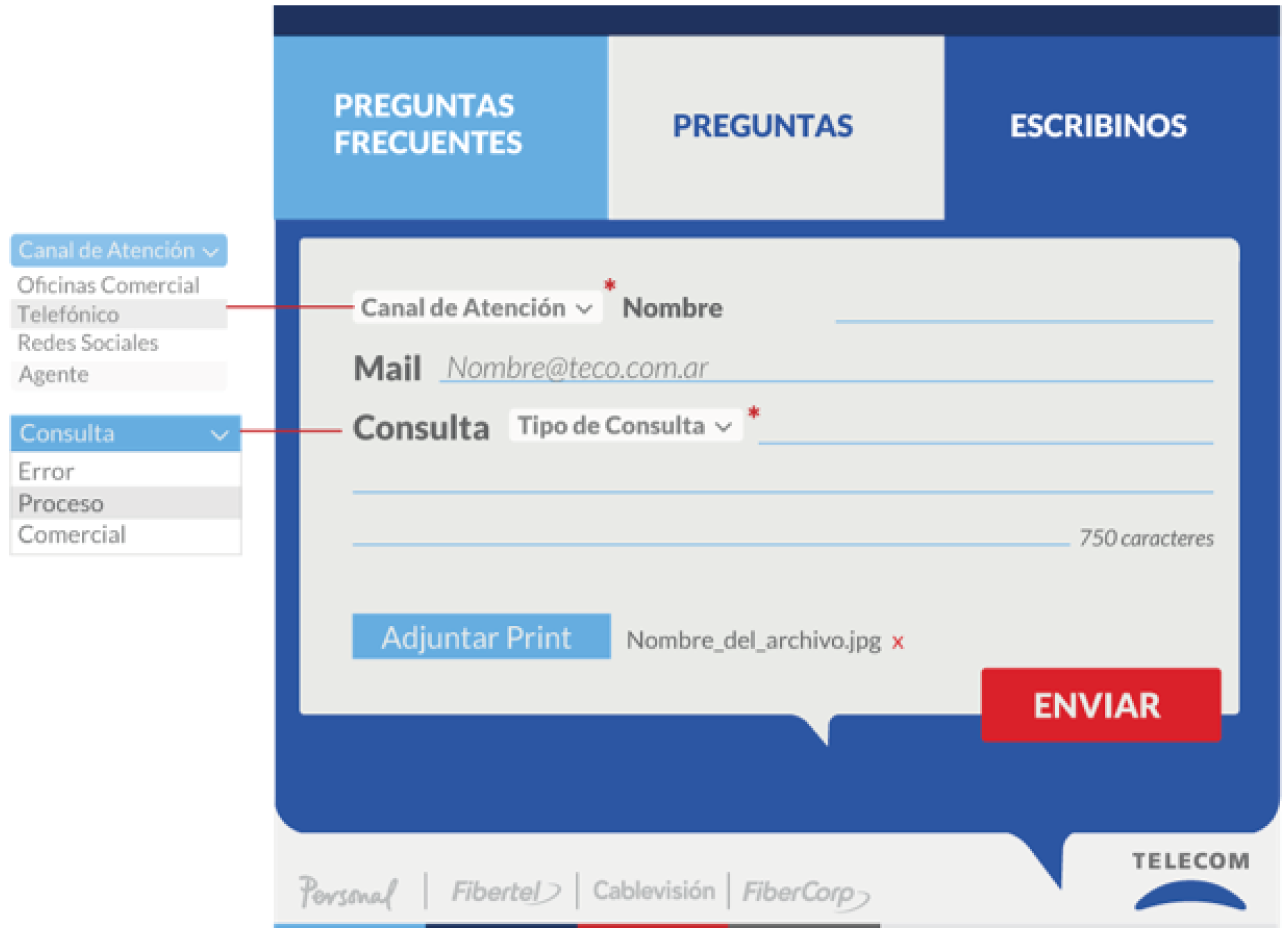 PREGUNTAS
FRECUENTES
PREGUNTAS
ESCRIBINOS
Canal de Atención
Oficinas Comercial
Telefónico
Redes Sociales
Agente
Consulta
Error
Proceso
Comercial
Canal de Atención * Nombre
Mail Nombre@teco.com.ar
Consulta Tipo de Consulta *
750 caracteres
Adjuntar Print Nombre_del_archivo.jpg x
ENVIAR
TELECOM
Personal | Fibertel | Cablevisión | FiberCorp